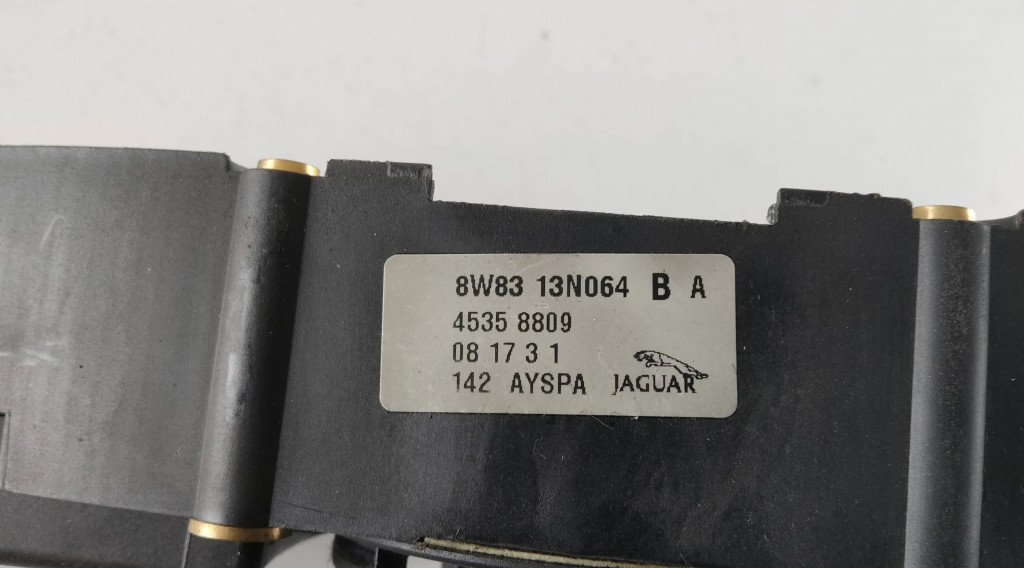 8W83 13N064 B A
4535 8809
08 17 3 1
142 AYSPA JAGUAR